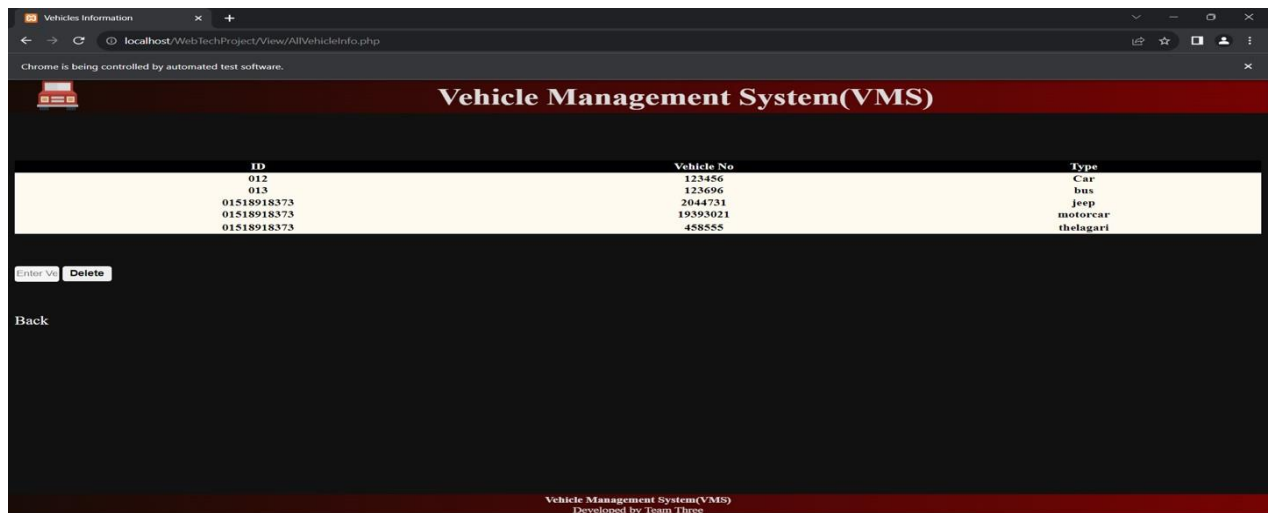 Vehicles Information
localhost/WebTechProject/View/AllVehicleInfo.php
Chrome is being controlled by automated test software.
Vehicle Management System(VMS)
ID Vehicle No Type
012 123456 Car
013 123696 bus
01518918373 2044731 jeep
01518918373 19393021 motorcar
01518918373 458555 thelagari
Enter Ve Delete
Back
Vehicle Management System(VMS)
Developed by Team Three